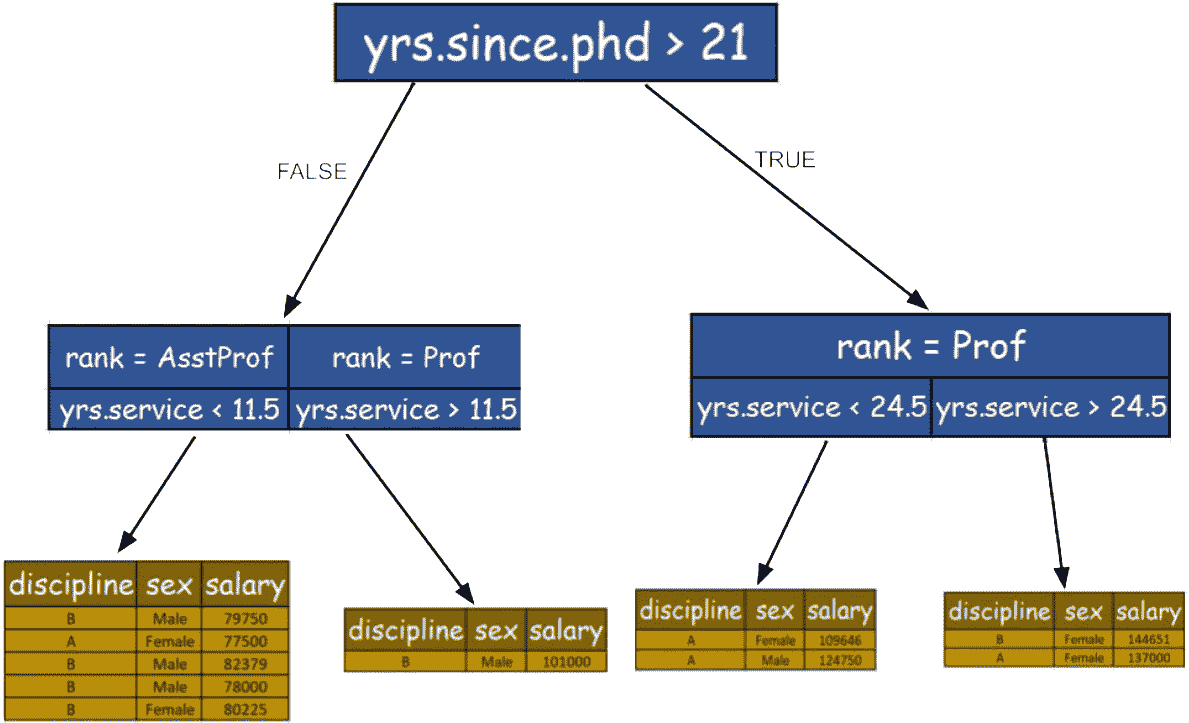 yrs.since.phd > 21
FALSE
TRUE
rank = AsstProf
rank = Prof
yrs.service < 11.5
yrs.service > 11.5
rank = Prof
yrs.service < 24.5
yrs.service > 24.5
discipline sex salary
B Male 79750
A Female 77500
B Male 82379
B Male 78000
B Female 80225
discipline sex salary
B Male 101000
discipline sex salary
A Female 109646
A Male 124750
discipline sex salary
B Female 144651
A Female 137000